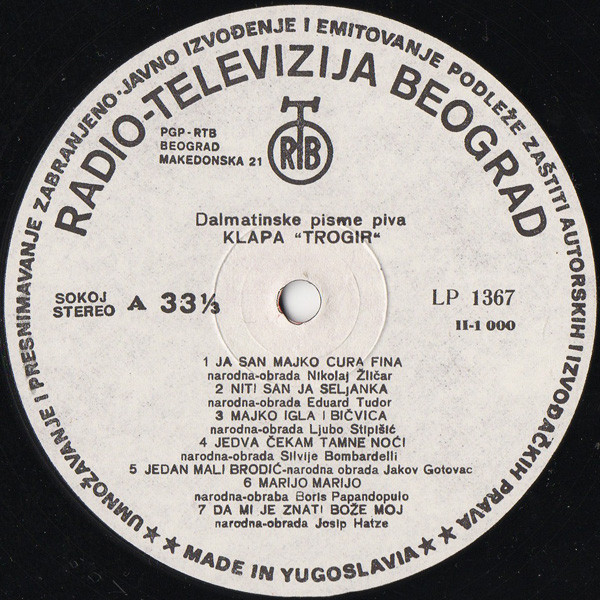 UMNOŽAVANJE I PRESNIMAVANJE ZABRANJENO·JAVNO IZVOĐENJE I EMITOVANJE PODLEŽE ZAŠTITI AUTORSKIH I IZVOĐAČKIH PRAVA
RADIO-TELEVIZIJA BEOGRAD
PGP-RTB
BEOGRAD
MAKEDONSKA 21
RTB
Dalmatinske pisme piva
KLAPA "TROGIR"
SOKOJ
STEREO
A 33⅓
LP 1367
II-1 000
1 JA SAN MAJKO CURA FINA
narodna-obrada Nikolaj Žličar
2 NITI SAN JA SELJANKA
narodna-obrada Eduard Tudor
3 MAJKO IGLA I BIČVICA
narodna-obrada Ljubo Stipišić
4 JEDVA ČEKAM TAMNE NOĆI
narodna-obrada Silvije Bombardelli
5 JEDAN MALI BRODIĆ-narodna obrada Jakov Gotovac
6 MARIJO MARIJO
narodna-obraba Boris Papandopulo
7 DA MI JE ZNATI BOŽE MOJ
narodna-obrada Josip Hatze
★★ MADE IN YUGOSLAVIA ★★